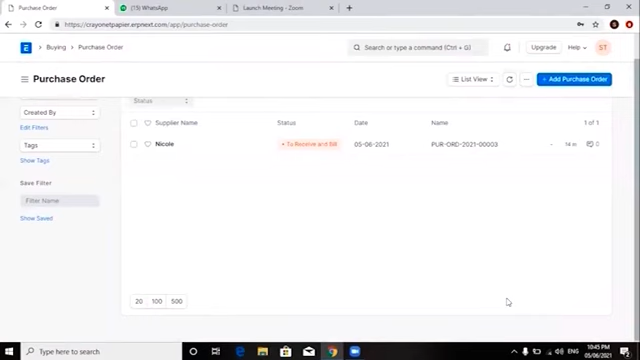 Purchase Order
(15) WhatsApp
Launch Meeting - Zoom
https://crayonetpapier.erpnext.com/app/purchase-order
E Buying > Purchase Order
Search or type a command (Ctrl + G)
Upgrade
Help
ST
Purchase Order
List View
+ Add Purchase Order
Status
Created By
Edit Filters
Tags
Show Tags
Save Filter
Filter Name
Show Saved
Supplier Name Status Date Name 1 of 1
Nicole To Receive and Bill 05-06-2021 PUR-ORD-2021-00003 - 14 m 0
20 100 500
Type here to search
10:45 PM
05/06/2021